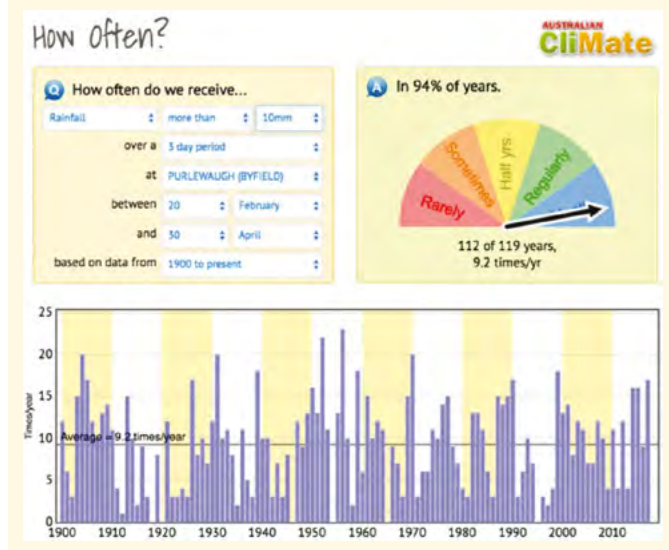 How Often?
AUSTRALIAN
CliMate
Q How often do we receive...
Rainfall more than 10mm
over a 3 day period
at PURLEWAUGH (BYFIELD)
between 20 February
and 30 April
based on data from 1900 to present
A In 94% of years.
Rarely
Sometimes
Half yrs
Regularly
112 of 119 years,
9.2 times/yr
Times/year
25
20
15
10
5
0
Average = 9.2 times/year
1900 1910 1920 1930 1940 1950 1960 1970 1980 1990 2000 2010